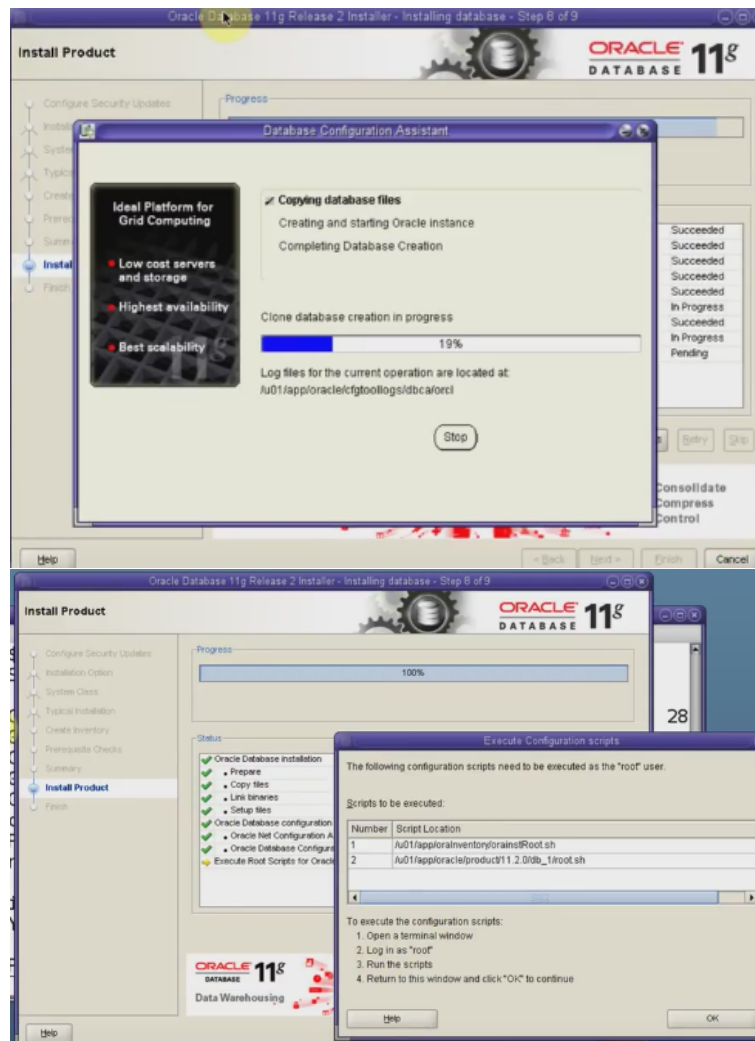 Oracle Database 11g Release 2 Installer - Installing database - Step 8 of 9
Install Product
ORACLE 11g
DATABASE
Configure Security Updates
Progress
Database Configuration Assistant
Ideal Platform for
Grid Computing
Low cost servers
and storage
Highest availability
Best scalability
Copying database files
Creating and starting Oracle instance
Completing Database Creation
Clone database creation in progress
19%
Log files for the current operation are located at:
/u01/app/oracle/cfgtoollogs/dbca/orcl
Stop
Install
Finish
Succeeded
Succeeded
Succeeded
Succeeded
Succeeded
In Progress
Succeeded
In Progress
Pending
Retry
Skip
Consolidate
Compress
Control
Help
< Back
Next >
Finish
Cancel
Oracle Database 11g Release 2 Installer - Installing database - Step 8 of 9
Install Product
ORACLE 11g
DATABASE
Configure Security Updates
Installation Option
System Class
Typical Installation
Create Inventory
Prerequisite Checks
Summary
Install Product
Finish
Progress
100%
28
Status
Oracle Database installation
Prepare
Copy files
Link binaries
Setup files
Oracle Database configuration
Oracle Net Configuration A
Oracle Database Configura
Execute Root Scripts for Oracle
ORACLE 11g
DATABASE
Data Warehousing
Help
Execute Configuration scripts
The following configuration scripts need to be executed as the "root" user.
Scripts to be executed:
Number Script Location
1 /u01/app/oraInventory/orainstRoot.sh
2 /u01/app/oracle/product/11.2.0/db_1/root.sh
To execute the configuration scripts:
1. Open a terminal window
2. Log in as "root"
3. Run the scripts
4. Return to this window and click "OK" to continue
Help
OK